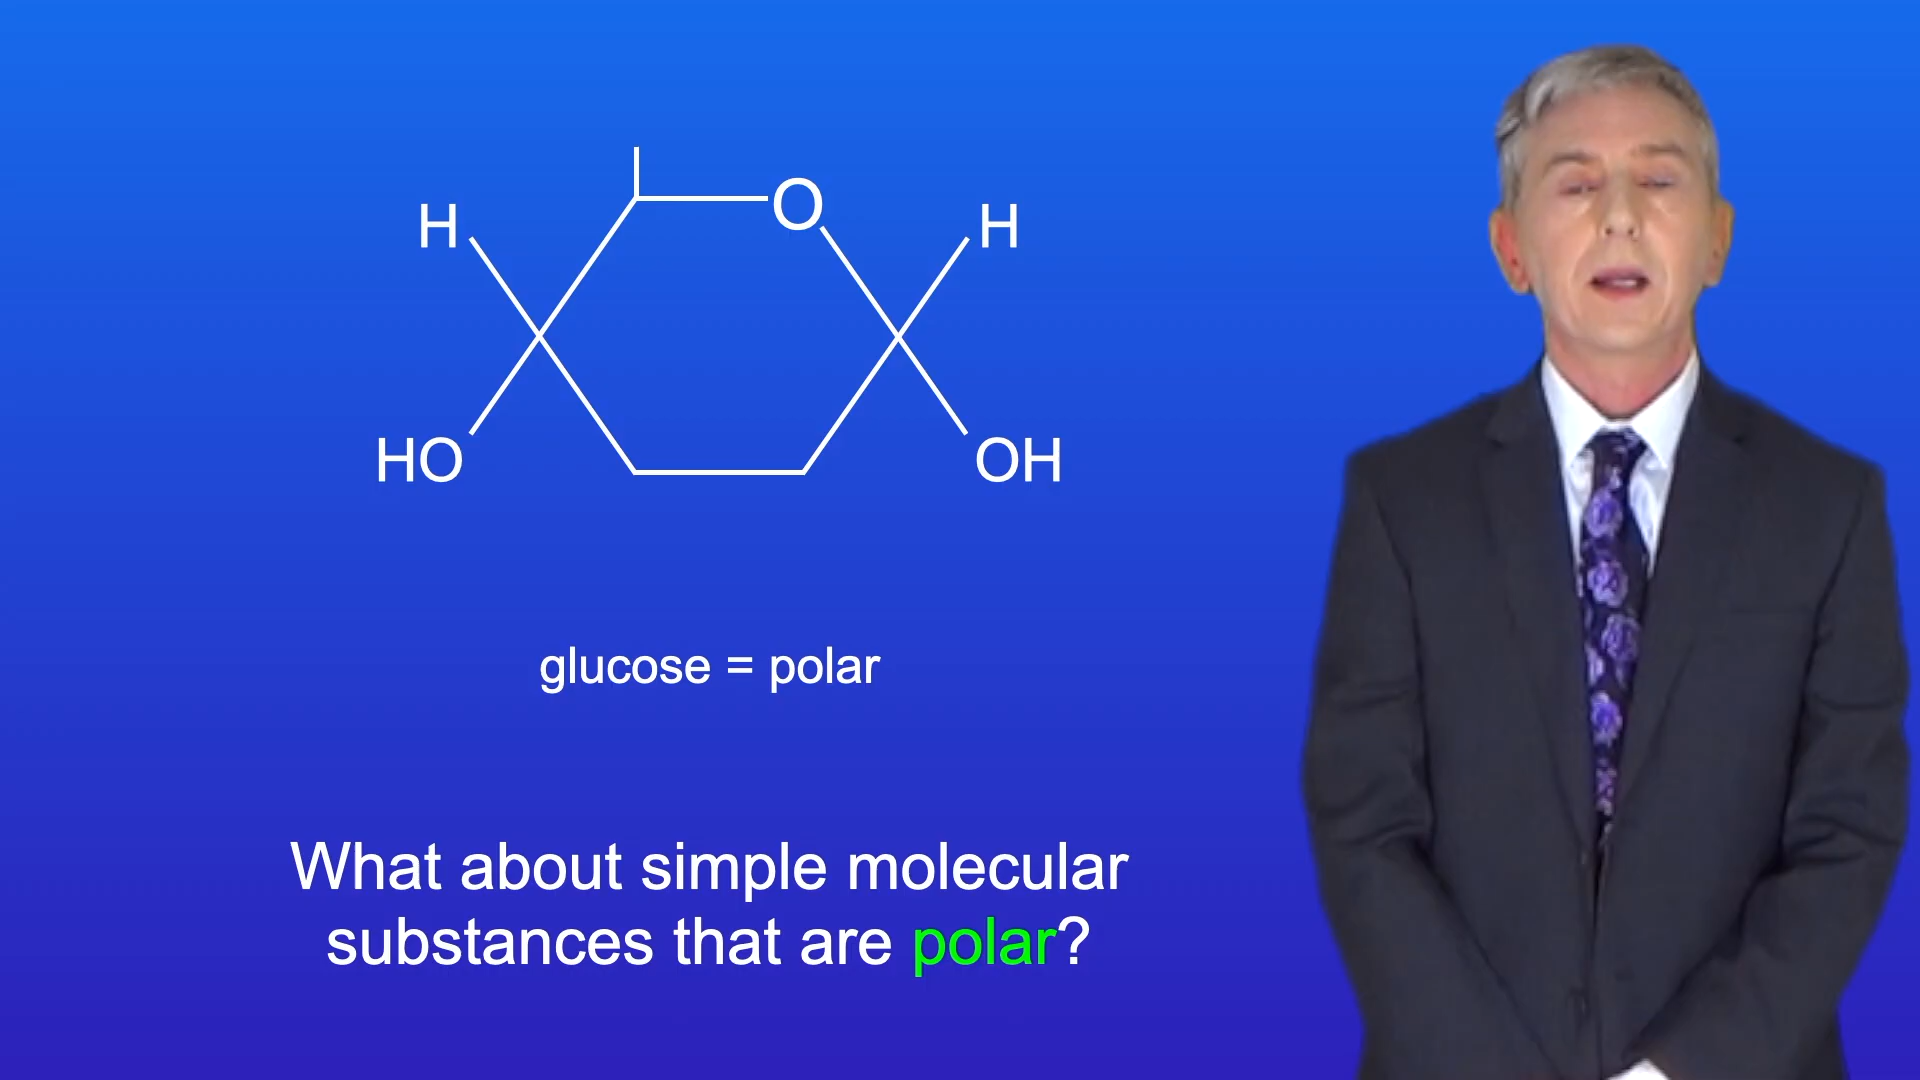 O
H
H
HO
OH
glucose = polar
What about simple molecular
substances that are polar?